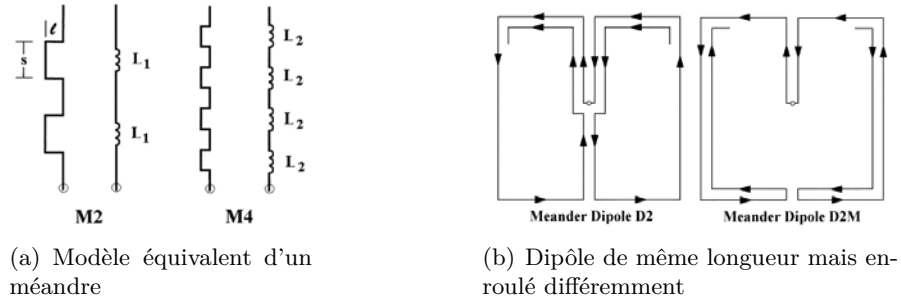 ℓ
s
L1
L1
L2
L2
L2
L2
M2
M4
Meander Dipole D2
Meander Dipole D2M
(a) Modèle équivalent d'un
méandre
(b) Dipôle de même longueur mais en-
roulé différemment